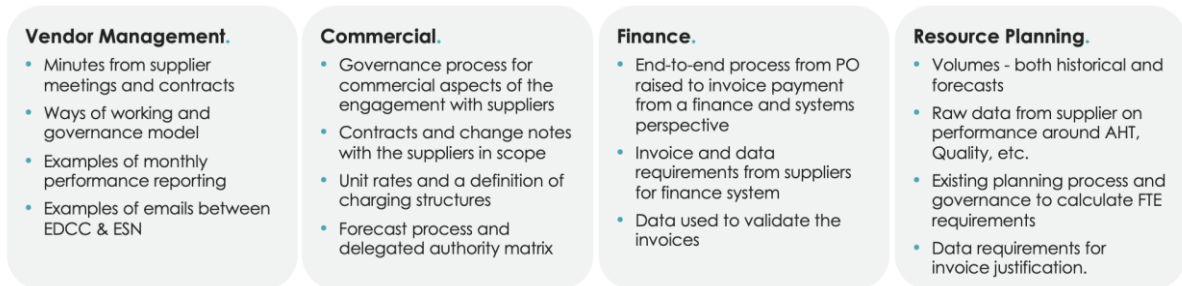 Vendor Management.
• Minutes from supplier
meetings and contracts
• Ways of working and
governance model
• Examples of monthly
performance reporting
• Examples of emails between
EDCC & ESN
Commercial.
• Governance process for
commercial aspects of the
engagement with suppliers
• Contracts and change notes
with the suppliers in scope
• Unit rates and a definition of
charging structures
• Forecast process and
delegated authority matrix
Finance.
• End-to-end process from PO
raised to invoice payment
from a finance and systems
perspective
• Invoice and data
requirements from suppliers
for finance system
• Data used to validate the
invoices
Resource Planning.
• Volumes - both historical and
forecasts
• Raw data from supplier on
performance around AHT,
Quality, etc.
• Existing planning process and
governance to calculate FTE
requirements
• Data requirements for
invoice justification.